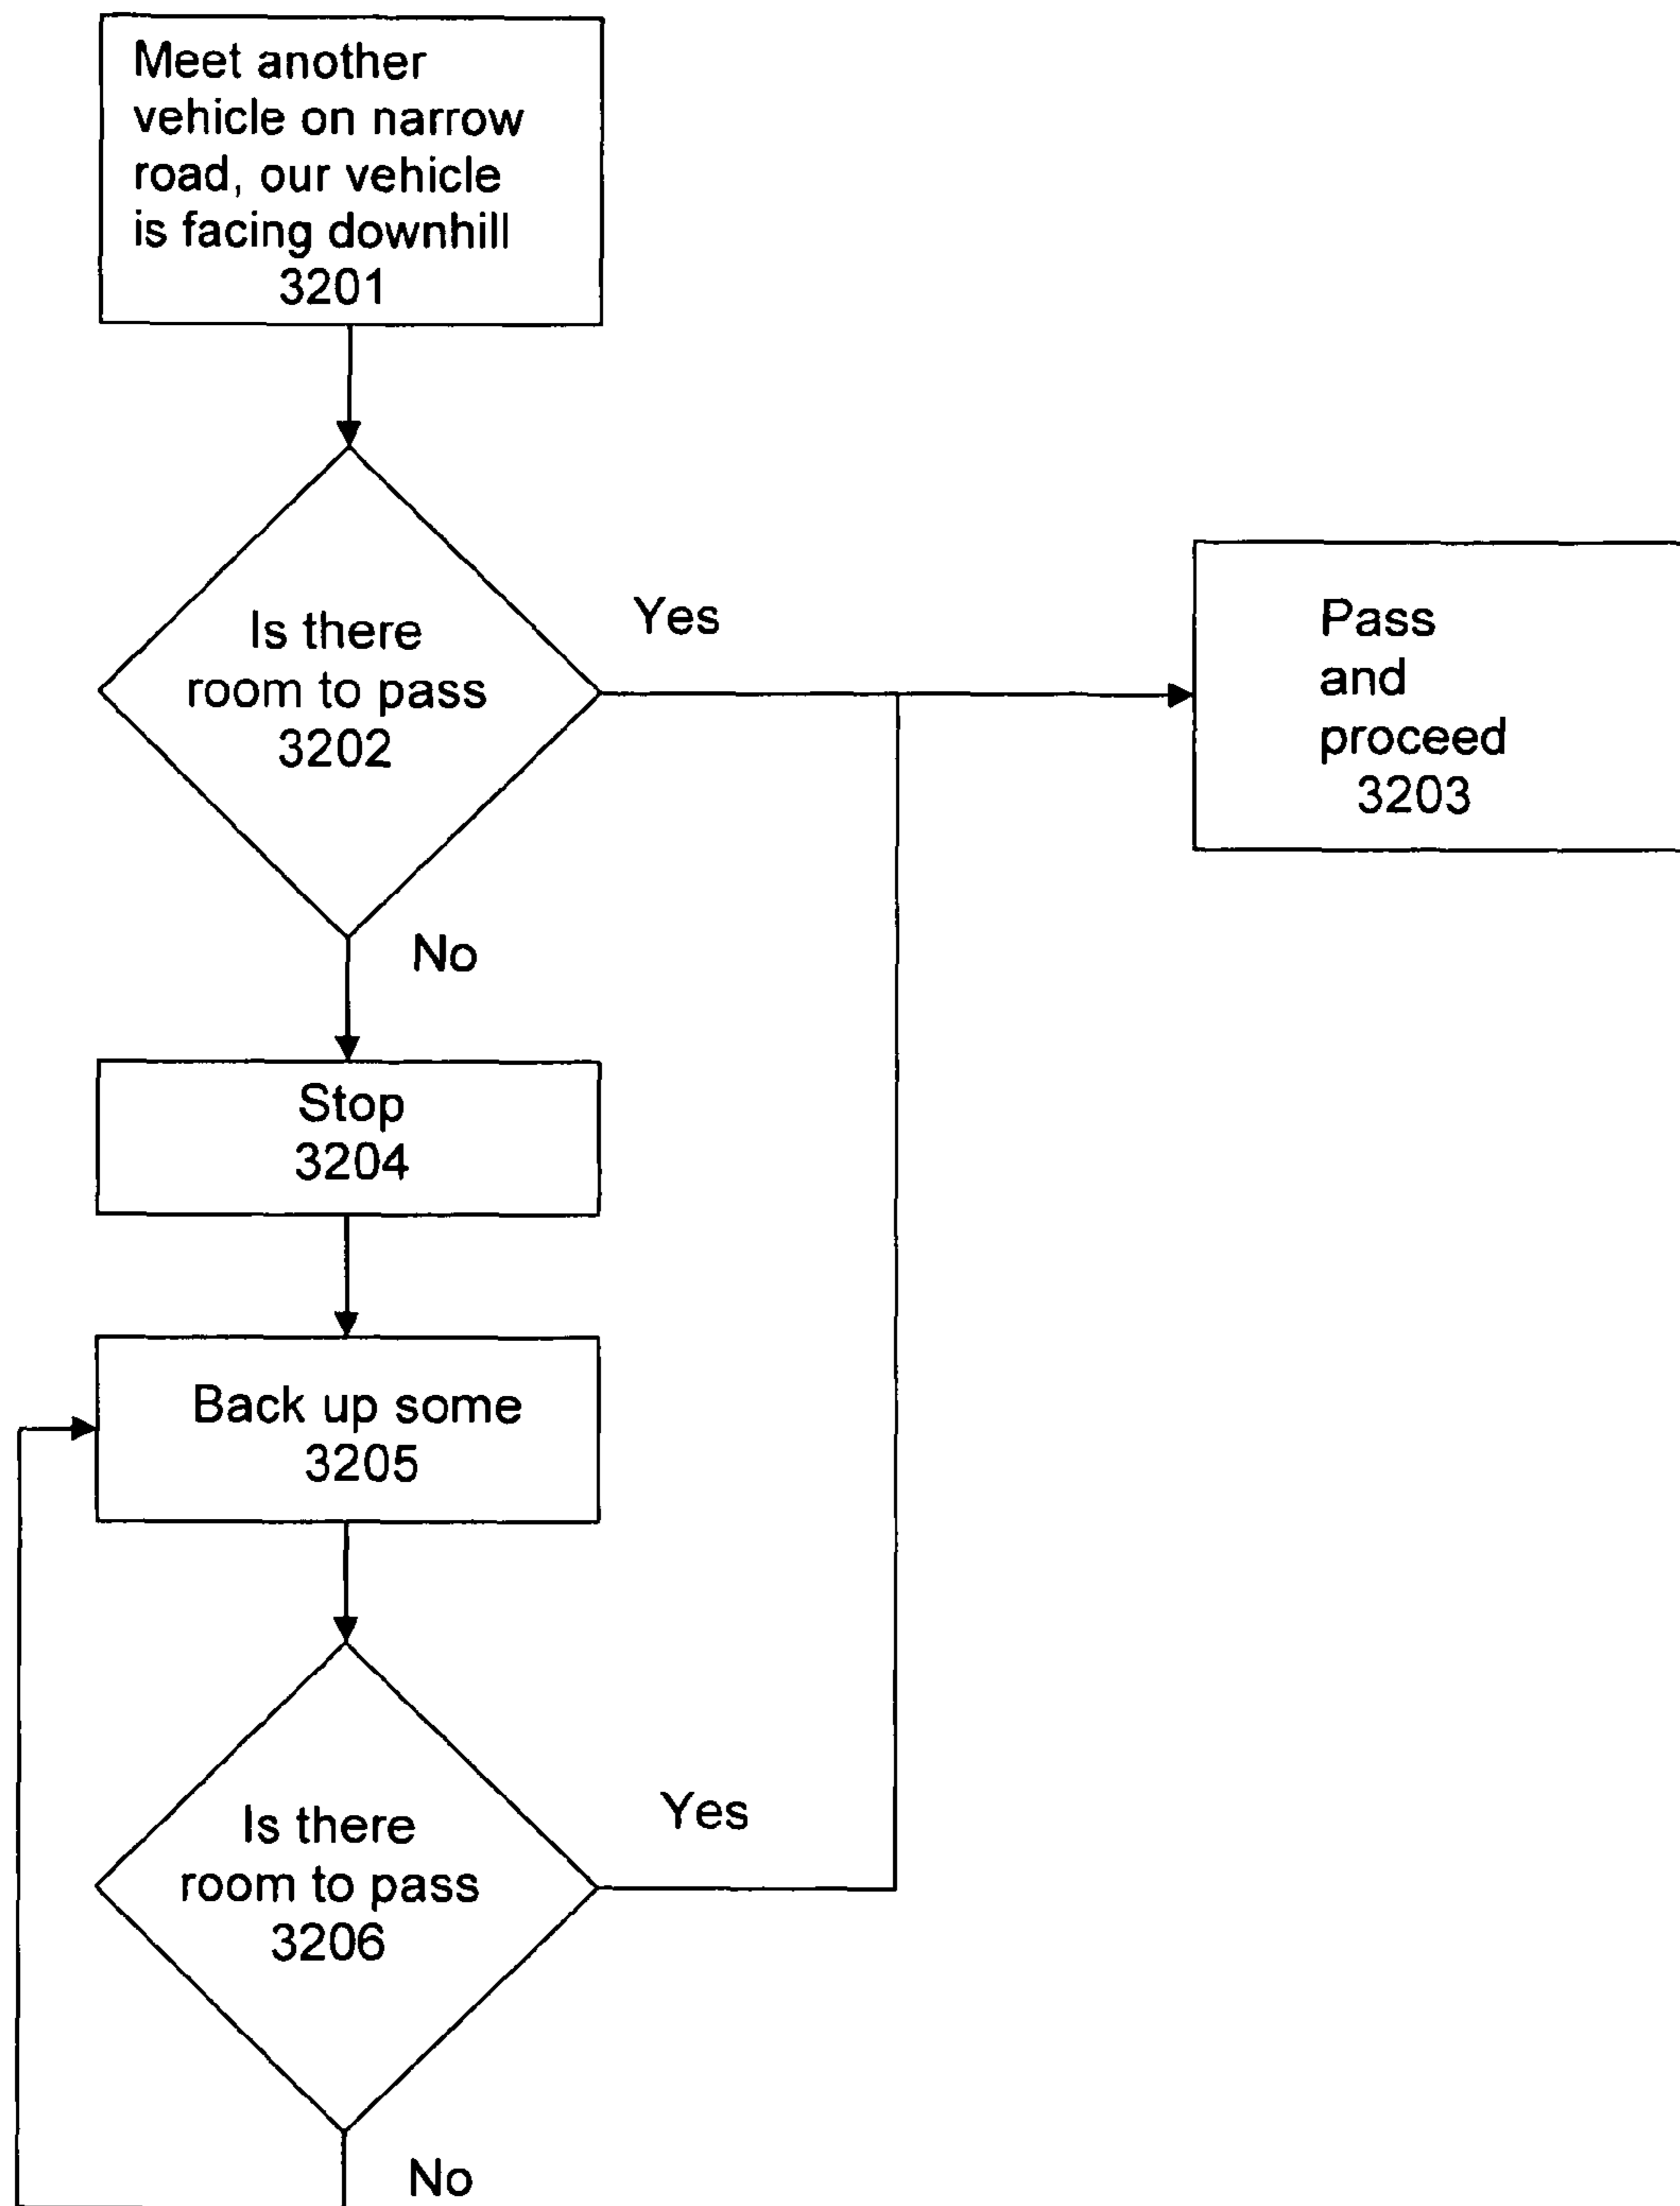 Meet another
vehicle on narrow
road, our vehicle
is facing downhill
3201
Is there
room to pass
3202
Yes
Pass
and
proceed
3203
No
Stop
3204
Back up some
3205
Is there
room to pass
3206
Yes
No